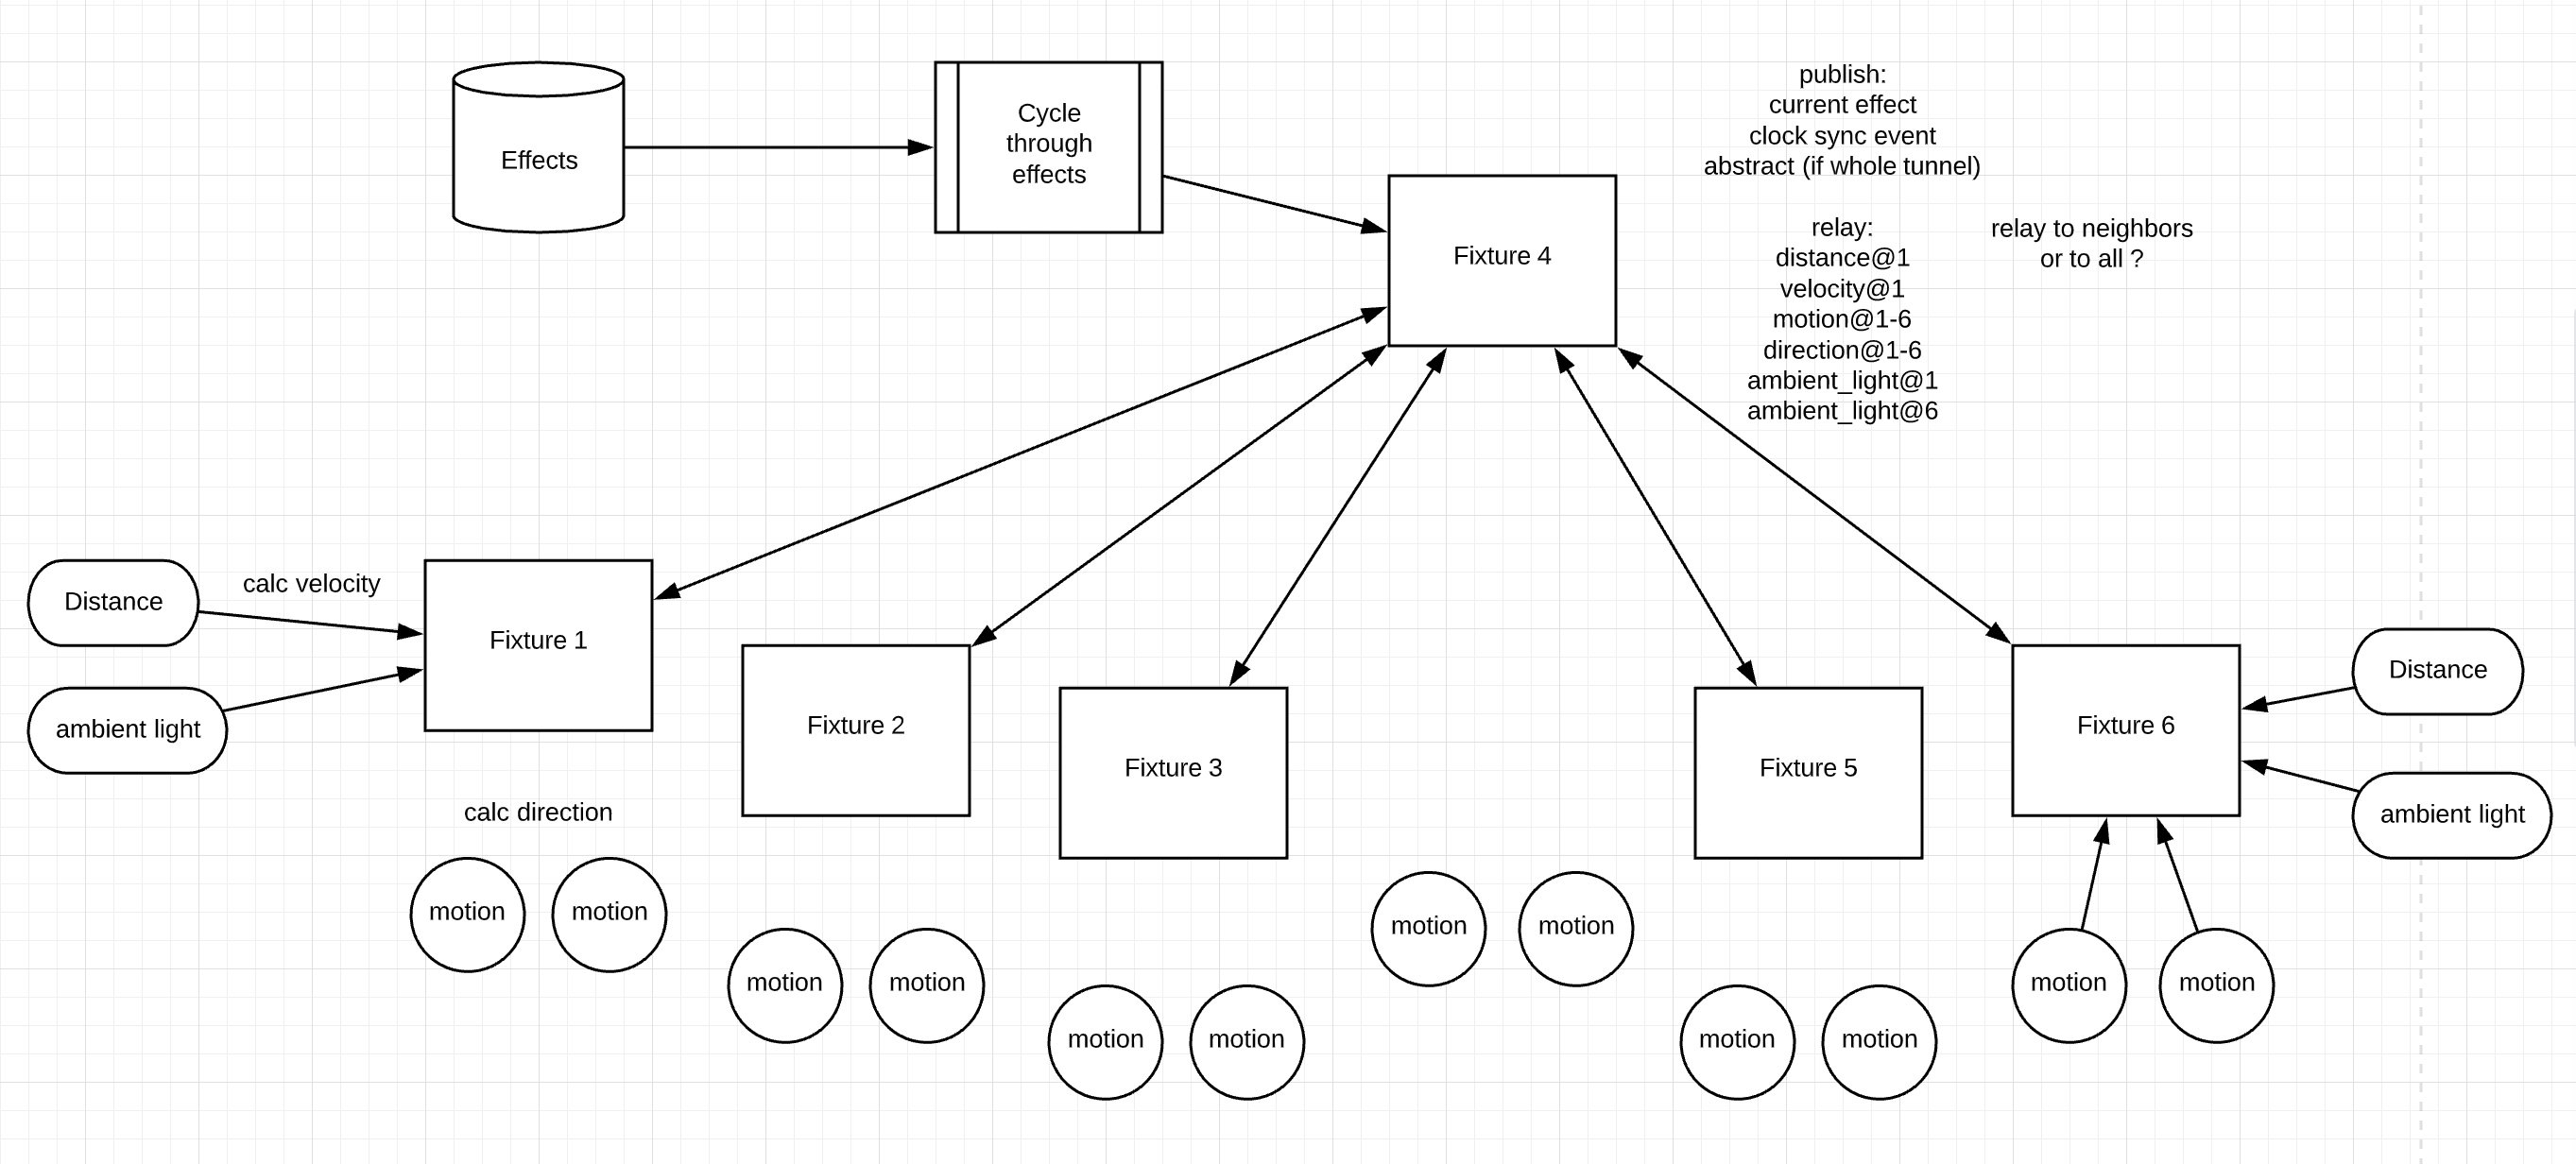 Effects
Cycle
through
effects
publish:
current effect
clock sync event
abstract (if whole tunnel)
Fixture 4
relay:
distance@1
velocity@1
motion@1-6
direction@1-6
ambient_light@1
ambient_light@6
relay to neighbors
or to all ?
Distance
calc velocity
Fixture 1
ambient light
Fixture 2
Fixture 3
Fixture 5
Fixture 6
Distance
ambient light
calc direction
motion
motion
motion
motion
motion
motion
motion
motion
motion
motion
motion
motion